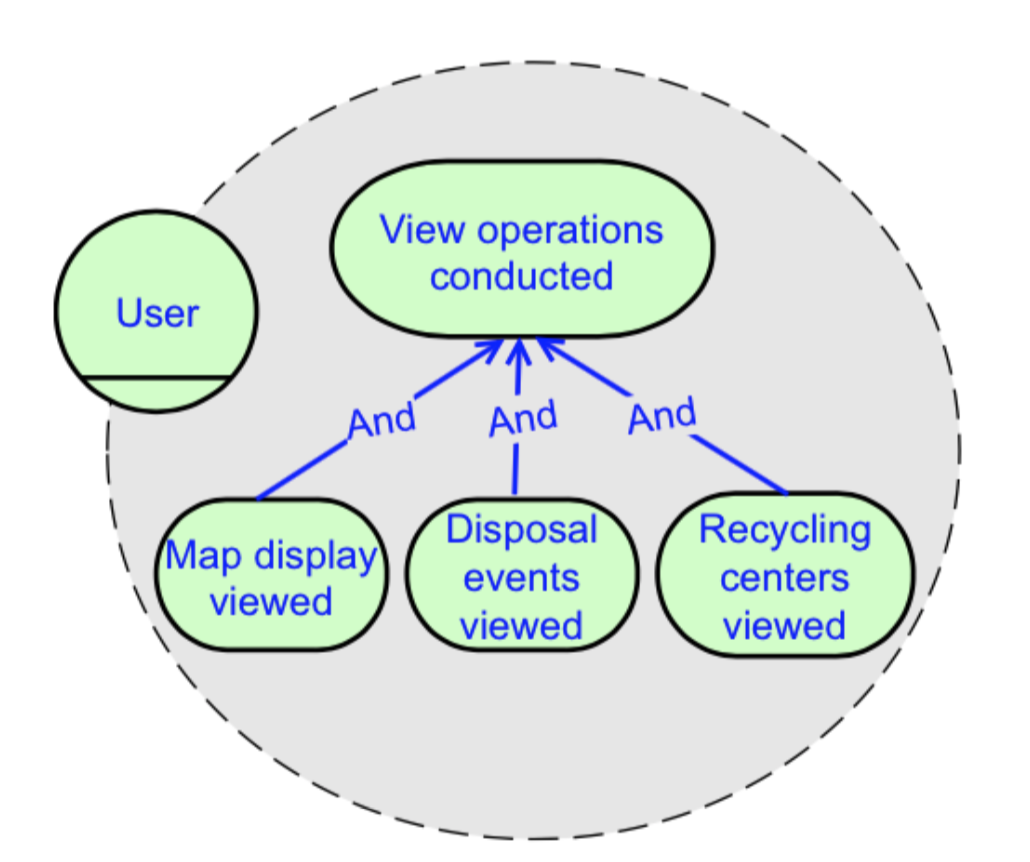 View operations
conducted
User
And
And
And
Map display
viewed
Disposal
events
viewed
Recycling
centers
viewed